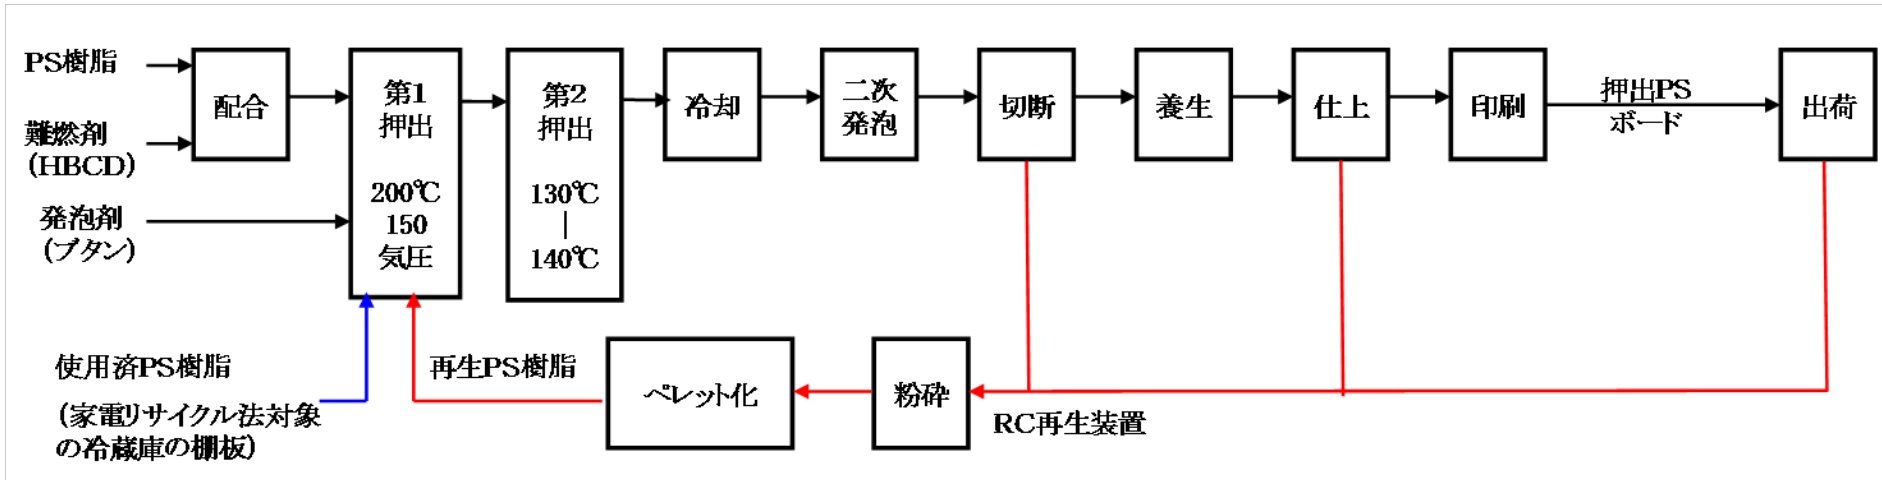 PS樹脂
難燃剤
(HBCD)
発泡剤
(ブタン)
配合
第1
押出
200℃
150
気圧
第2
押出
130℃
|
140℃
冷却
二次
発泡
切断
養生
仕上
印刷
押出PS
ボード
出荷
使用済PS樹脂
(家電リサイクル法対象
の冷蔵庫の棚板)
再生PS樹脂
ペレット化
粉砕
RC再生装置